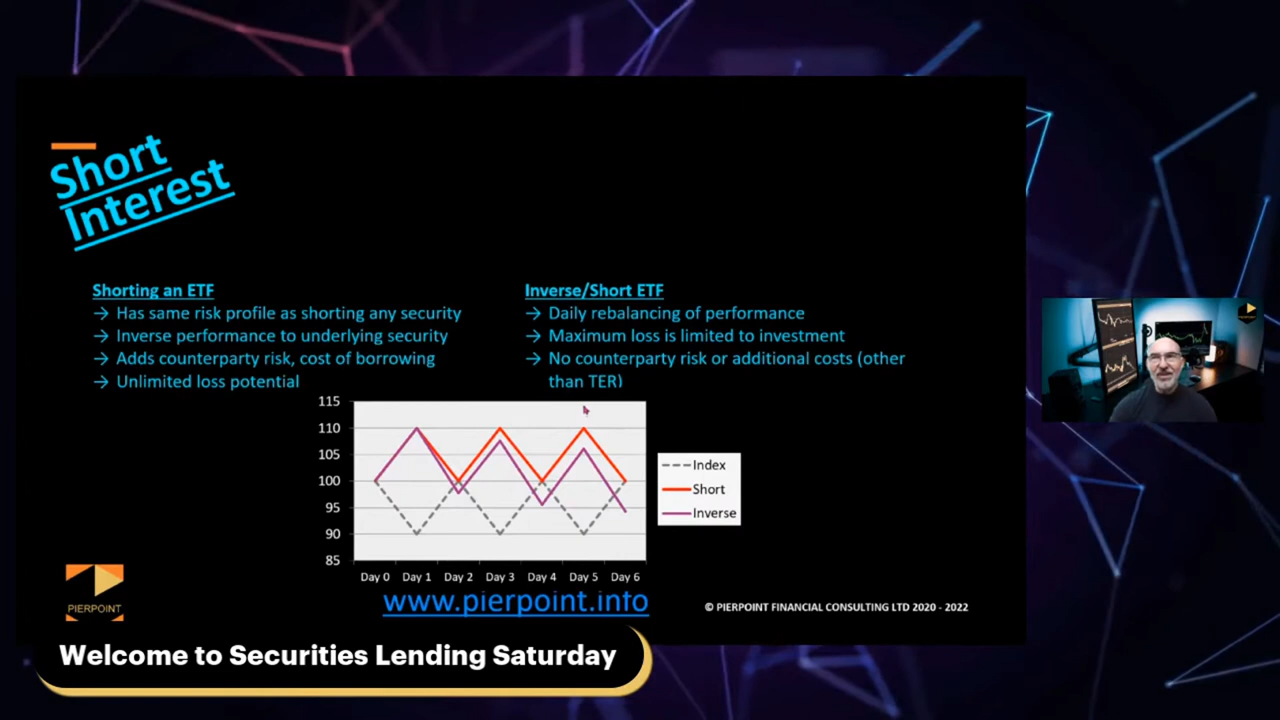 Short
Interest
Shorting an ETF
→ Has same risk profile as shorting any security
→ Inverse performance to underlying security
→ Adds counterparty risk, cost of borrowing
→ Unlimited loss potential
Inverse/Short ETF
→ Daily rebalancing of performance
→ Maximum loss is limited to investment
→ No counterparty risk or additional costs (other
than TER)
115
110
105
100
95
90
85
Day 0 Day 1 Day 2 Day 3 Day 4 Day 5 Day 6
Index
Short
Inverse
PIERPOINT
www.pierpoint.info
© PIERPOINT FINANCIAL CONSULTING LTD 2020 - 2022
Welcome to Securities Lending Saturday